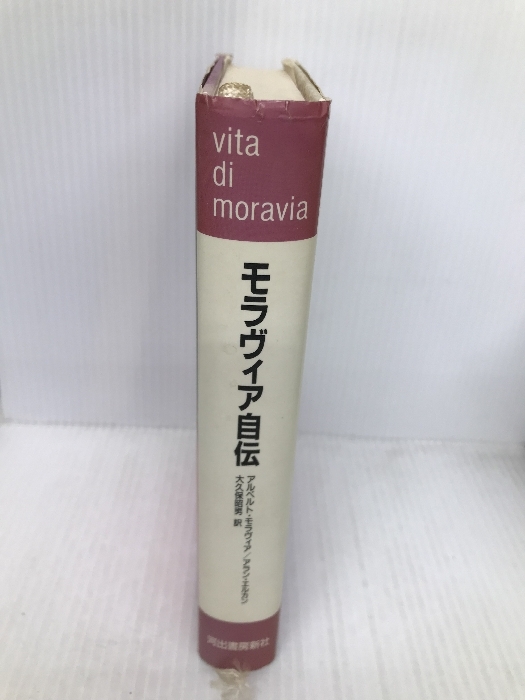 vita
di
moravia
モラヴィア自伝
アルベルト・モラヴィア/アラン・エルカン
大久保昭男 訳
河出書房新社